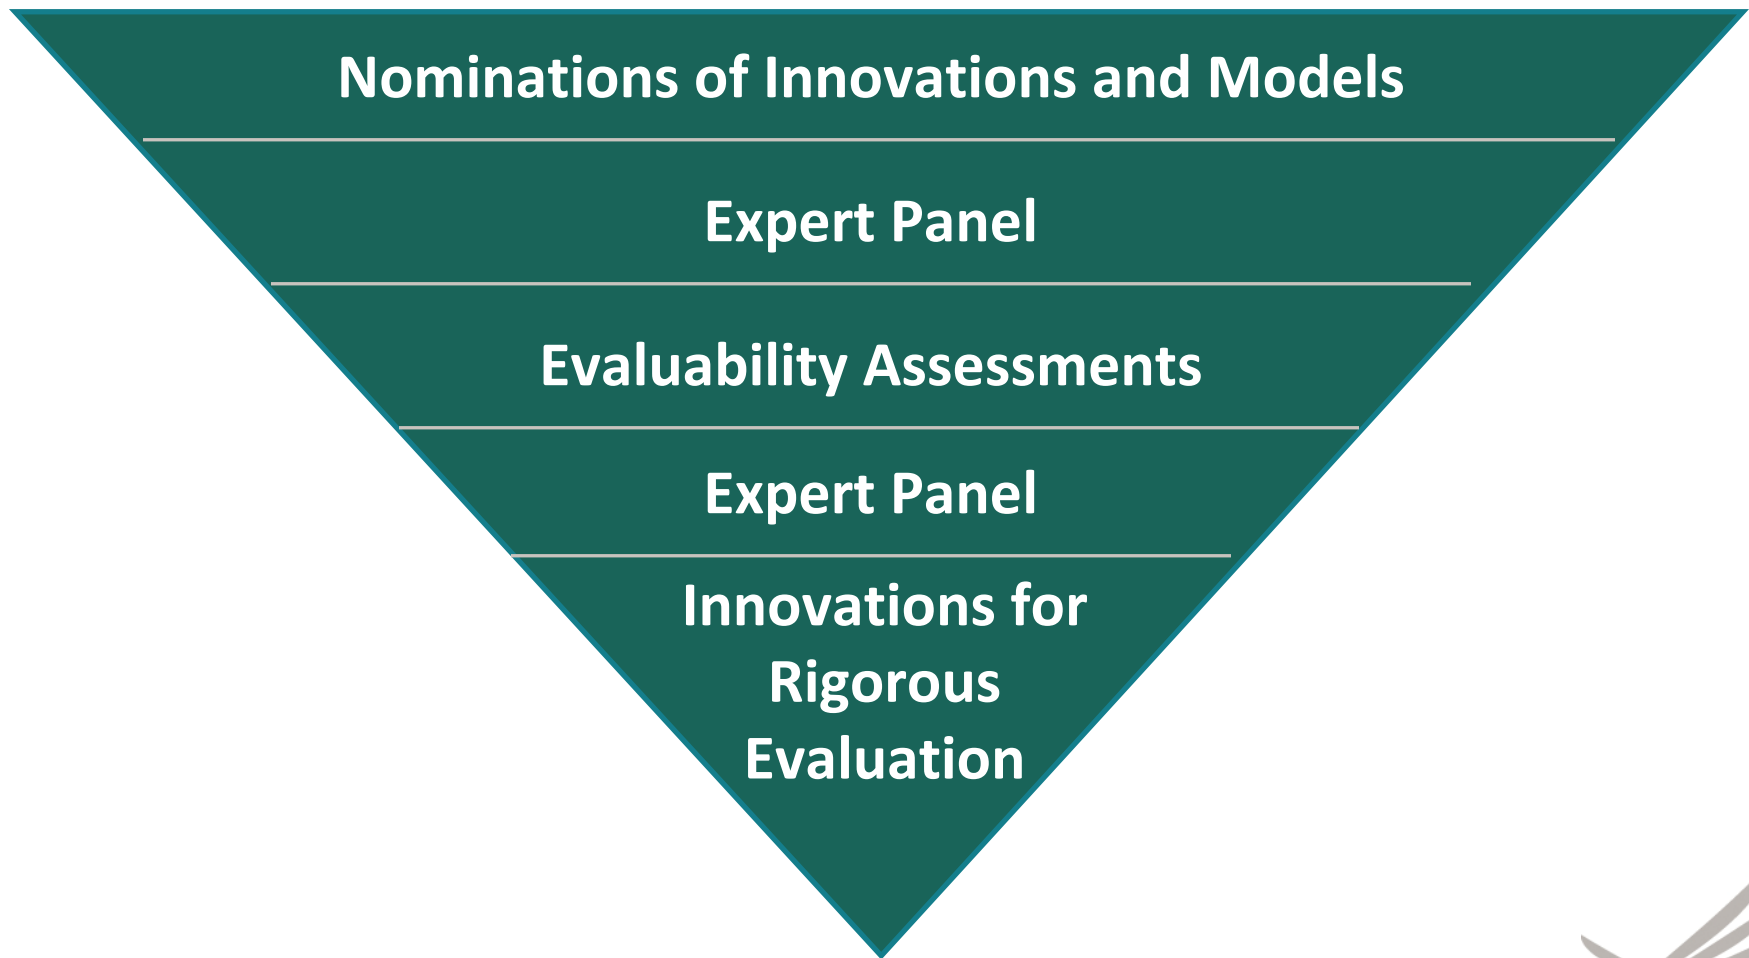 Nominations of Innovations and Models
Expert Panel
Evaluability Assessments
Expert Panel
Innovations for
Rigorous
Evaluation